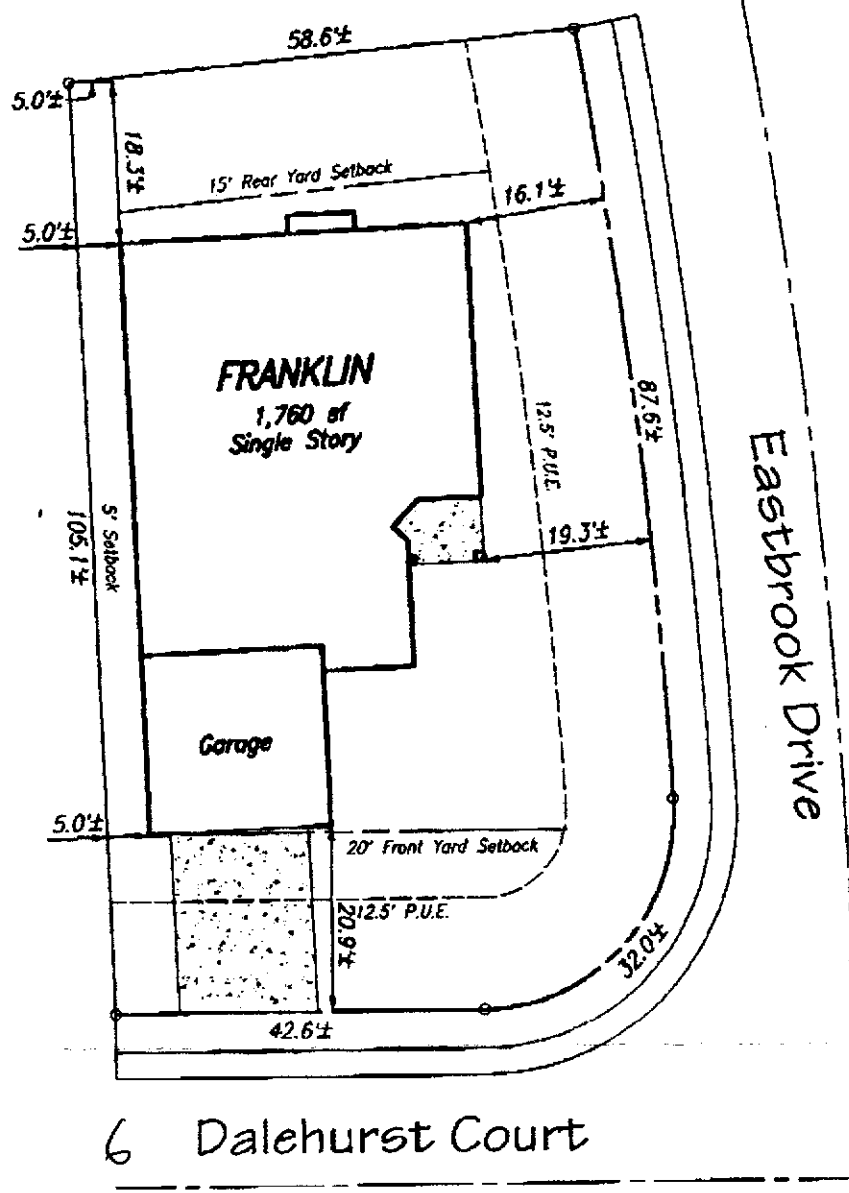 58.6'±
5.0'±
18.3'±
15' Rear Yard Setback
16.1'±
5.0'±
FRANKLIN
1,760 sf
Single Story
12.5' P.U.E.
87.6'±
Eastbrook Drive
5' Setback
105.1'±
19.3'±
Garage
5.0'±
20' Front Yard Setback
12.5' P.U.E.
20.9'±
32.0'±
42.6'±
6 Dalehurst Court